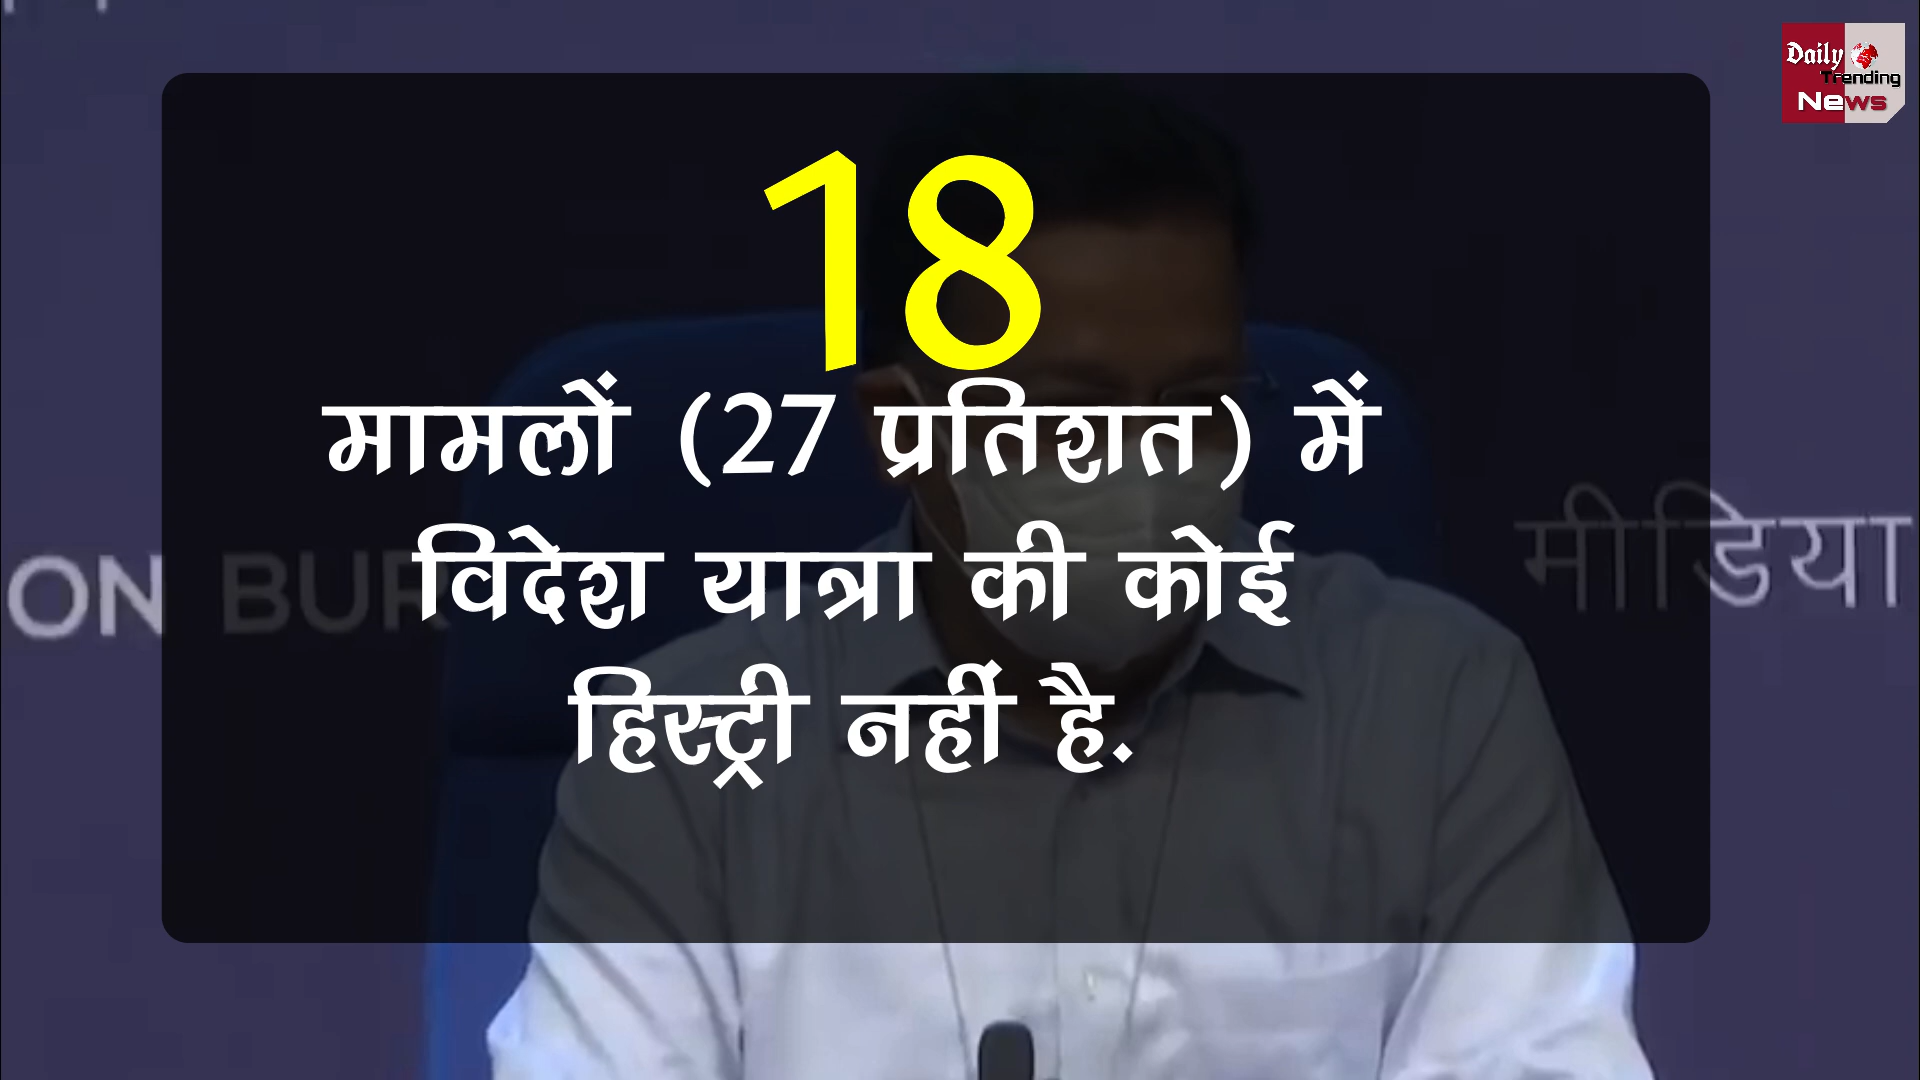 Daily
Trending
News
18
मामलों (27 प्रतिशत) में
विदेश यात्रा की कोई
हिस्ट्री नहीं है.
ON BUR
मीडिया